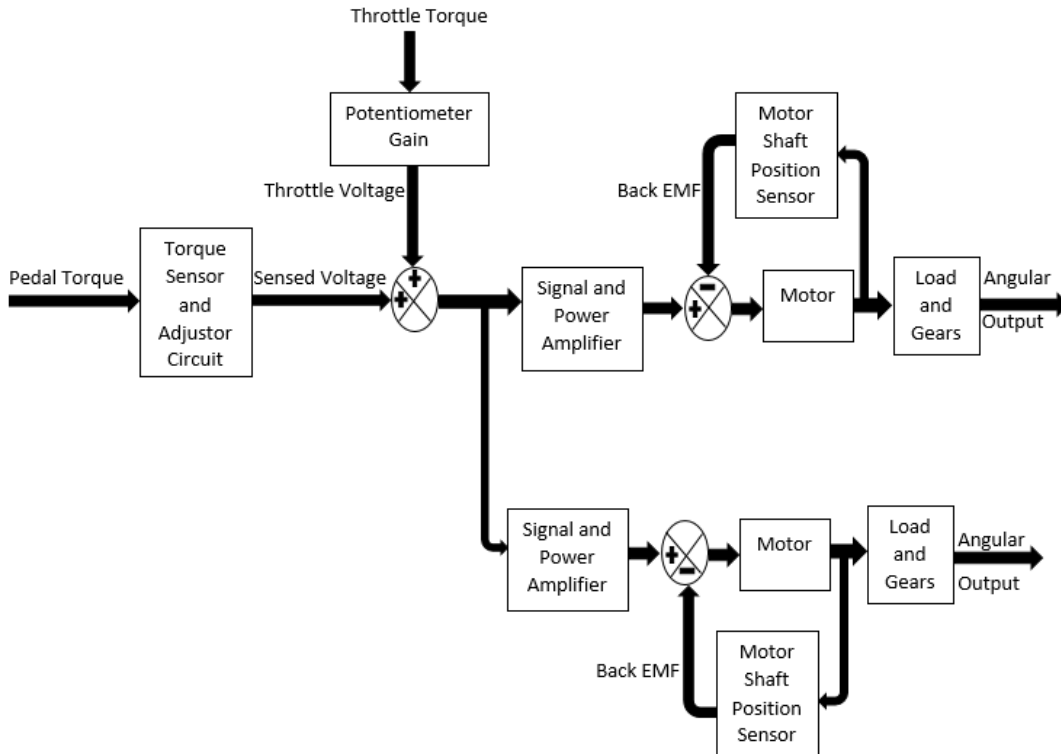 Throttle Torque
Potentiometer
Gain
Throttle Voltage
Pedal Torque
Torque
Sensor
and
Adjustor
Circuit
Sensed Voltage
+
+
Signal and
Power
Amplifier
Back EMF
Motor
Shaft
Position
Sensor
-
+
Motor
Load
and
Gears
Angular
Output
Signal and
Power
Amplifier
+
-
Motor
Load
and
Gears
Angular
Output
Back EMF
Motor
Shaft
Position
Sensor